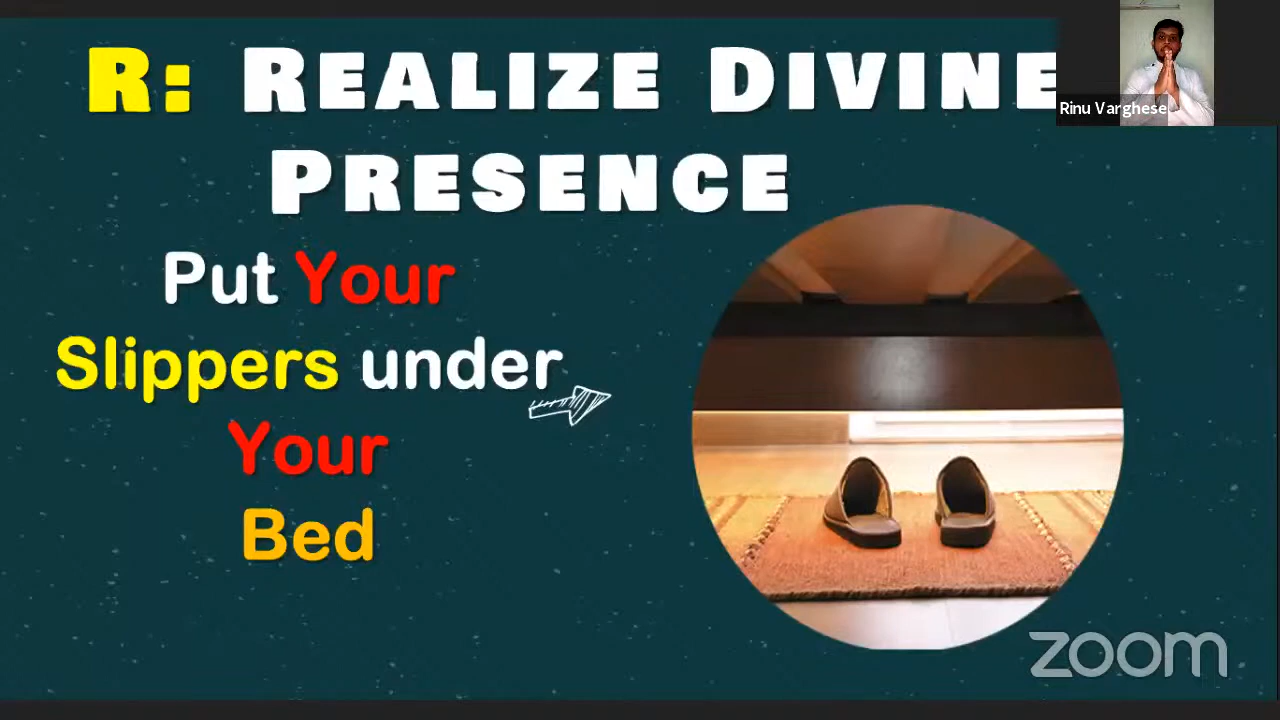 R: REALIZE DIVINE
PRESENCE
Rinu Varghese
Put Your
Slippers under
Your
Bed
zoom